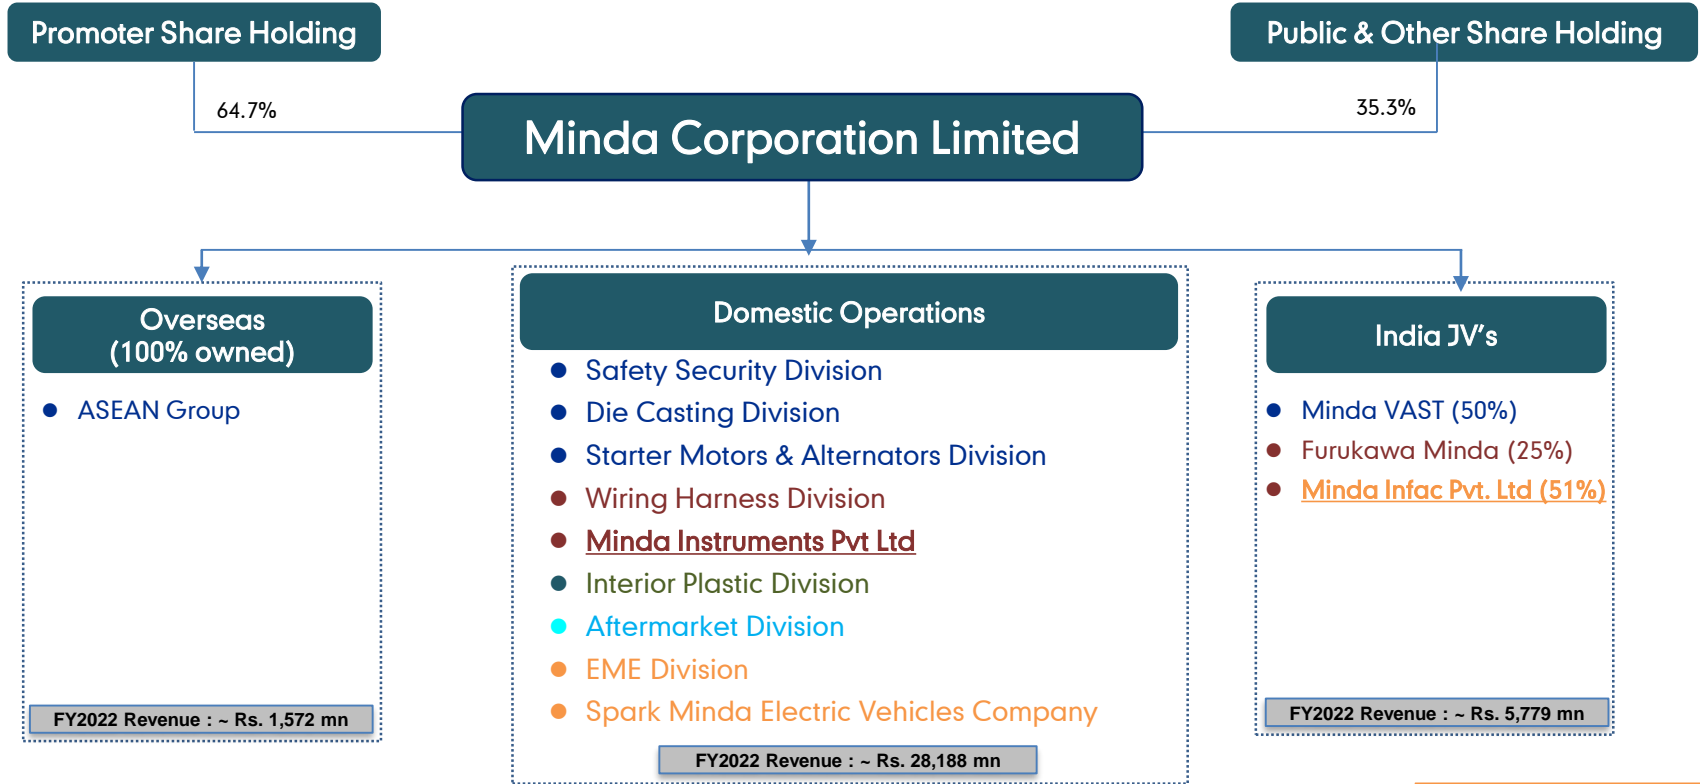 Promoter Share Holding
Public & Other Share Holding
64.7%
35.3%
Minda Corporation Limited
Overseas
(100% owned)
ASEAN Group
FY2022 Revenue : ~ Rs. 1,572 mn
Domestic Operations
Safety Security Division
Die Casting Division
Starter Motors & Alternators Division
Wiring Harness Division
Minda Instruments Pvt Ltd
Interior Plastic Division
Aftermarket Division
EME Division
Spark Minda Electric Vehicles Company
FY2022 Revenue : ~ Rs. 28,188 mn
India JV's
Minda VAST (50%)
Furukawa Minda (25%)
Minda Infac Pvt. Ltd (51%)
FY2022 Revenue : ~ Rs. 5,779 mn